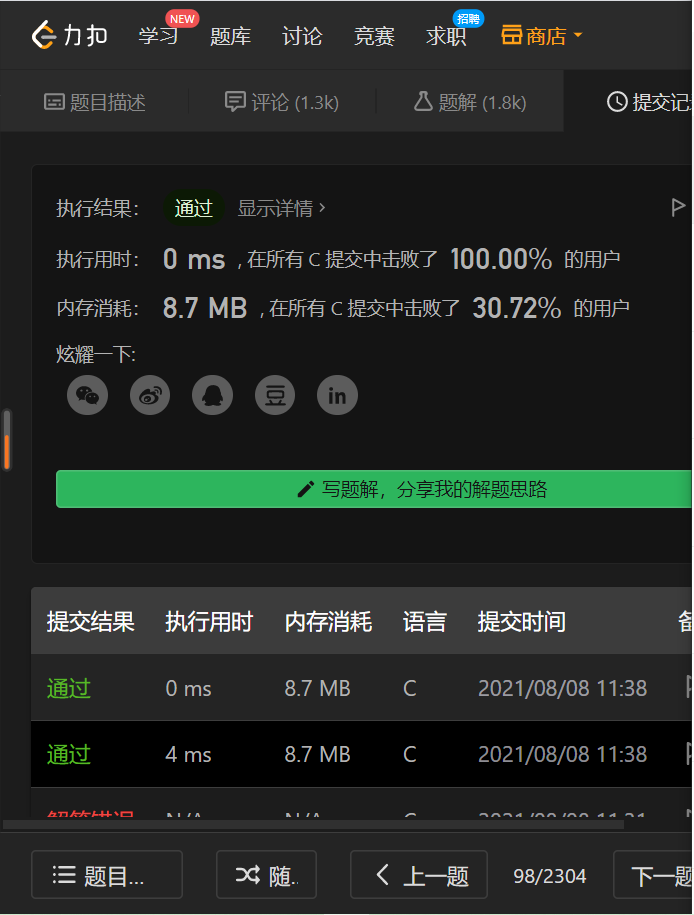 力扣 学习 NEW 题库 讨论 竞赛 求职 招聘 商店
题目描述 评论 (1.3k) 题解 (1.8k) 提交记
执行结果： 通过 显示详情 >
执行用时： 0 ms , 在所有 C 提交中击败了 100.00% 的用户
内存消耗： 8.7 MB , 在所有 C 提交中击败了 30.72% 的用户
炫耀一下:
in
写题解，分享我的解题思路
提交结果 执行用时 内存消耗 语言 提交时间 备
通过 0 ms 8.7 MB C 2021/08/08 11:38
通过 4 ms 8.7 MB C 2021/08/08 11:38
题目... 随.. 上一题 98/2304 下一题